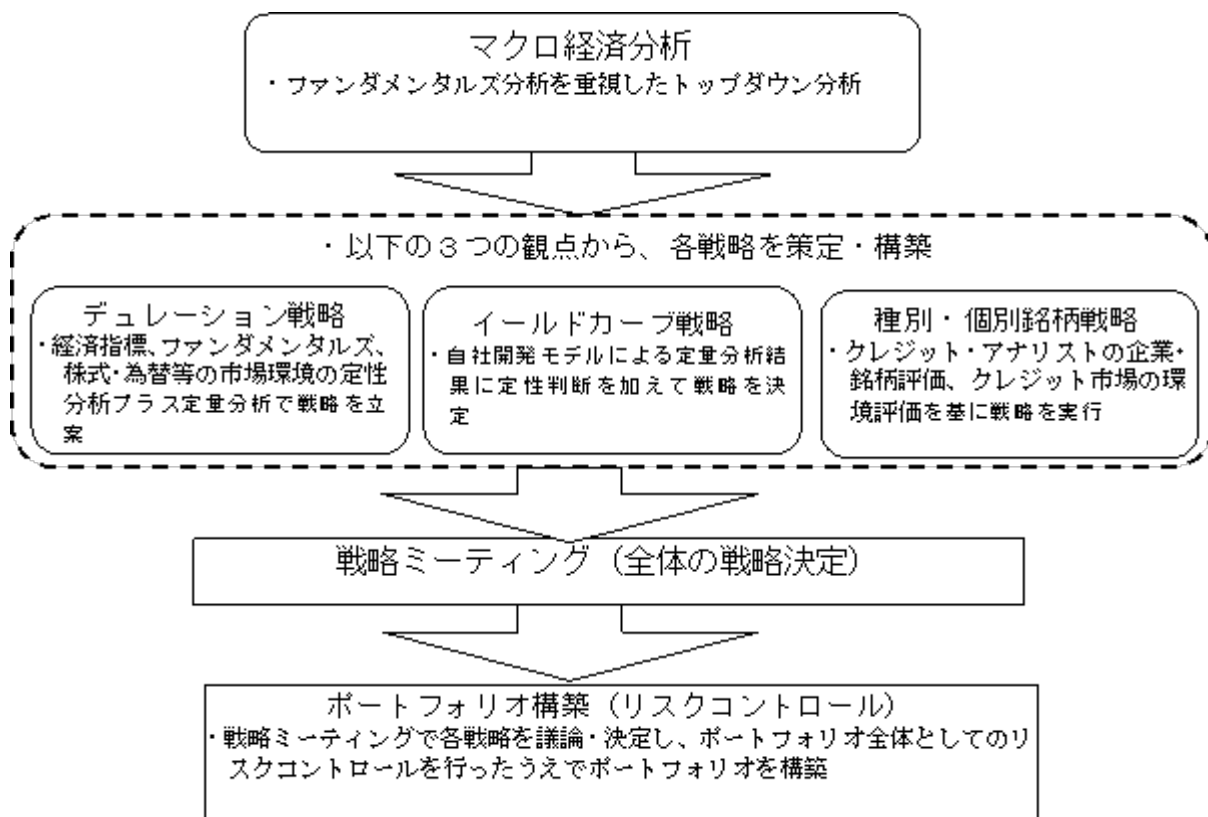 マクロ経済分析
・ファンダメンタルズ分析を重視したトップダウン分析
・以下の３つの観点から、各戦略を策定・構築
デュレーション戦略
・経済指標、ファンダメンタルズ、
株式・為替等の市場環境の定性
分析プラス定量分析で戦略を立
案
イールドカーブ戦略
・自社開発モデルによる定量分析結
果に定性判断を加えて戦略を決
定
種別・個別銘柄戦略
・クレジット・アナリストの企業・
銘柄評価、クレジット市場の環
境評価を基に戦略を実行
戦略ミーティング（全体の戦略決定）
ポートフォリオ構築（リスクコントロール）
・戦略ミーティングで各戦略を議論・決定し、ポートフォリオ全体としてのリ
スクコントロールを行ったうえでポートフォリオを構築